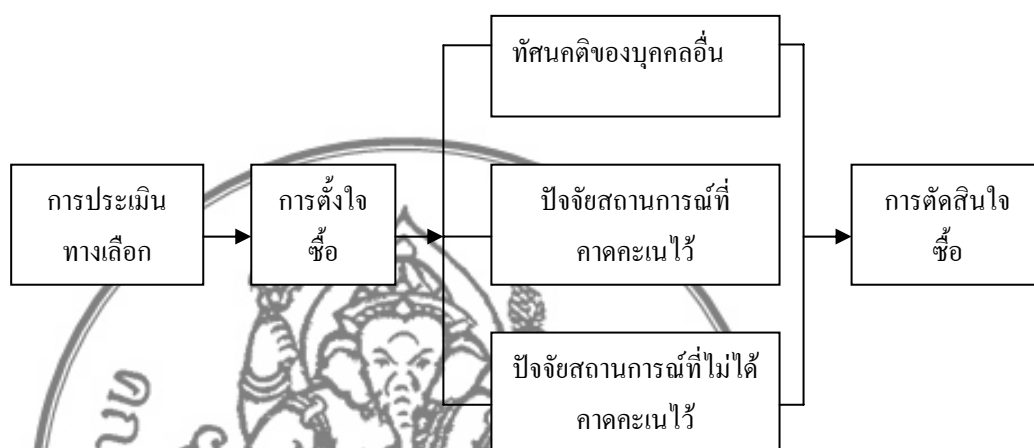 ทัศนคติของบุคคลอื่น
การประเมิน
ทางเลือก
การตั้งใจ
ซื้อ
ปัจจัยสถานการณ์ที่
คาดคะเนไว้
การตัดสินใจ
ซื้อ
ปัจจัยสถานการณ์ที่ไม่ได้
คาดคะเนไว้